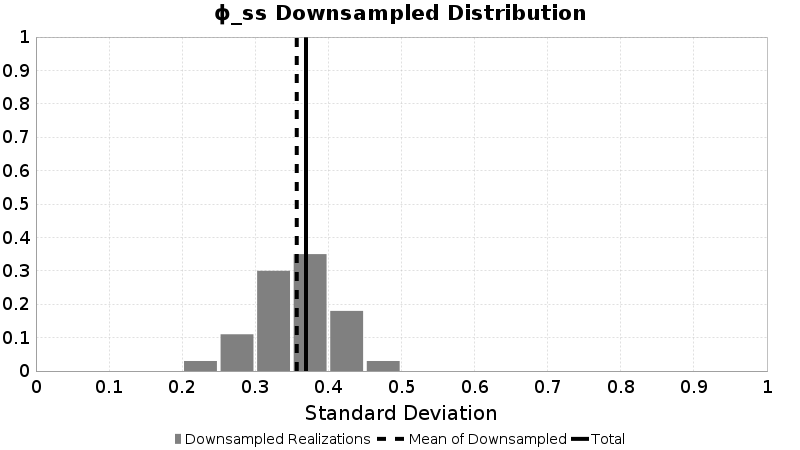 ϕ_ss Downsampled Distribution
1
0.9
0.8
0.7
0.6
0.5
0.4
0.3
0.2
0.1
0
0 0.1 0.2 0.3 0.4 0.5 0.6 0.7 0.8 0.9 1
Standard Deviation
Downsampled Realizations Mean of Downsampled Total